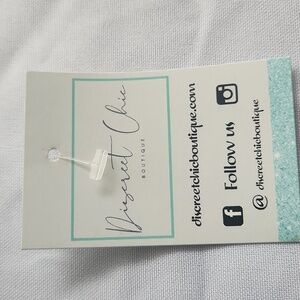 Discreet Chic
BOUTIQUE
discreetchicboutique.com
Follow us
@ discreetchicboutique